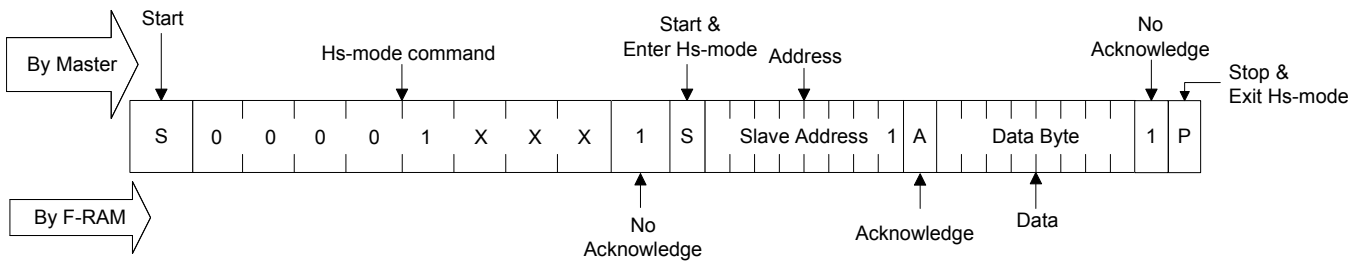 Start
Start &
Enter Hs-mode
No
Acknowledge
By Master
Hs-mode command
Address
Stop &
Exit Hs-mode
S 0 0 0 0 1 X X X 1 S Slave Address 1 A Data Byte 1 P
By F-RAM
No
Acknowledge
Acknowledge
Data